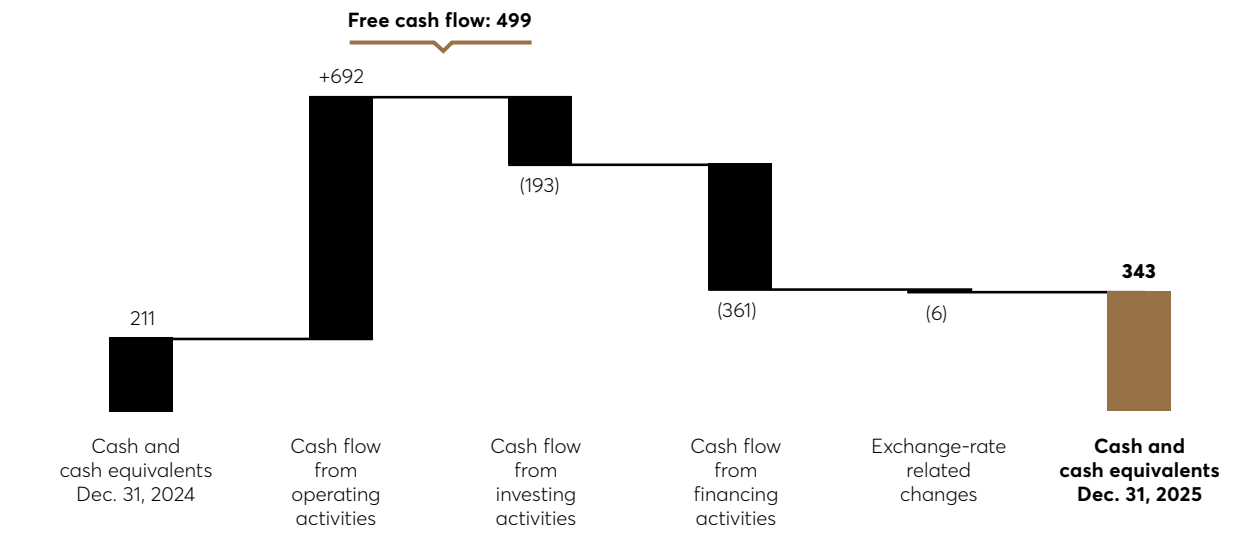 Free cash flow: 499
+692
(193)
(361)
(6)
343
211
Cash and
cash equivalents
Dec. 31, 2024
Cash flow
from
operating
activities
Cash flow
from
investing
activities
Cash flow
from
financing
activities
Exchange-rate
related
changes
Cash and
cash equivalents
Dec. 31, 2025